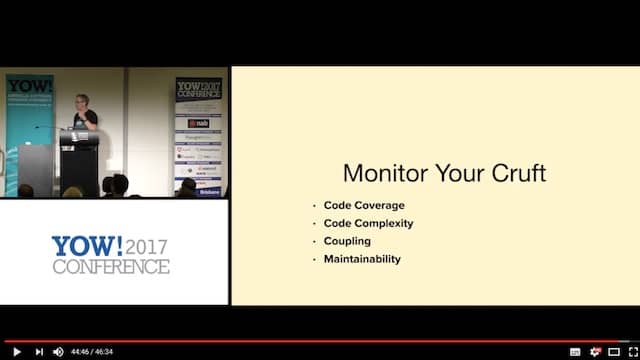 YOW!
YOW! 2017
CONFERENCE
nab
Brisbane
YOW! 2017
CONFERENCE
Monitor Your Cruft
· Code Coverage
· Code Complexity
· Coupling
· Maintainability
44:46 / 46:34